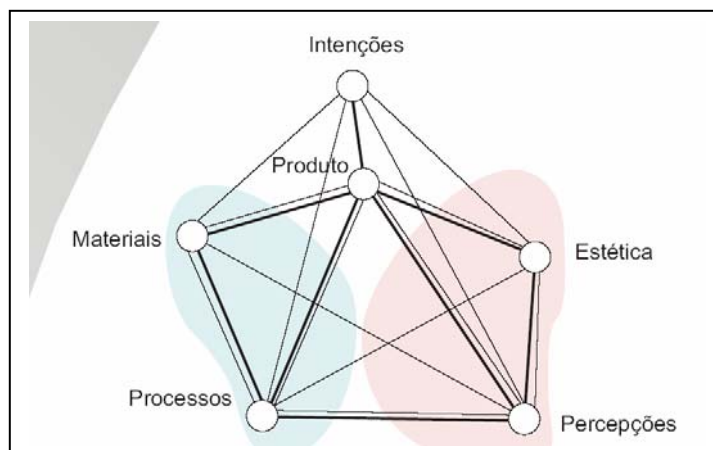 Intenções
Produto
Materiais
Estética
Processos
Percepções